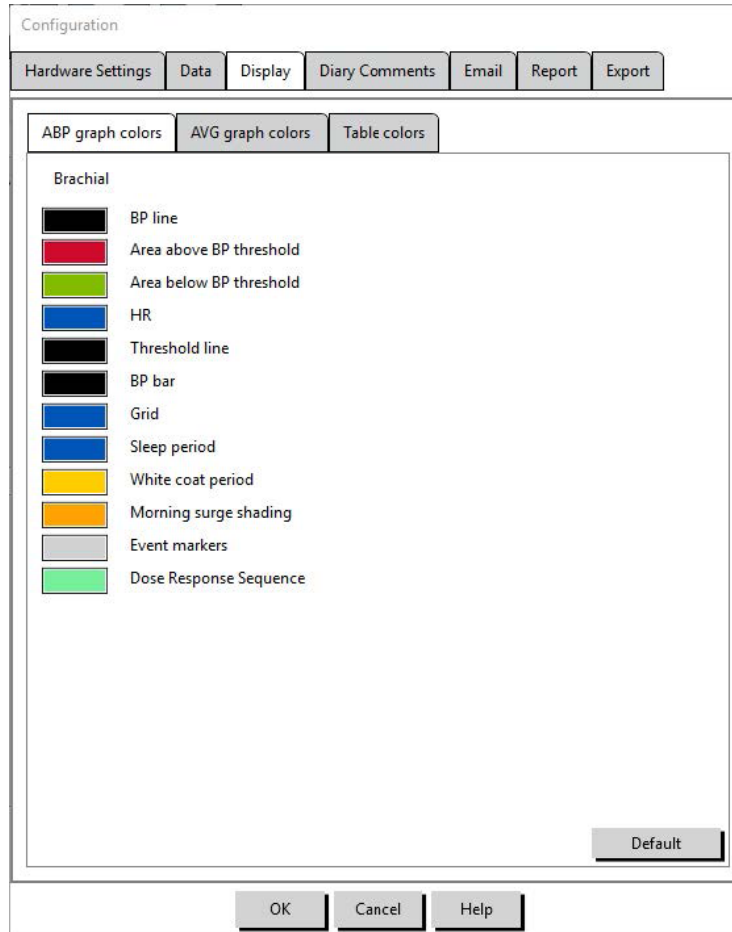 Configuration
Hardware Settings Data Display Diary Comments Email Report Export
ABP graph colors AVG graph colors Table colors
Brachial
BP line
Area above BP threshold
Area below BP threshold
HR
Threshold line
BP bar
Grid
Sleep period
White coat period
Morning surge shading
Event markers
Dose Response Sequence
Default
OK Cancel Help